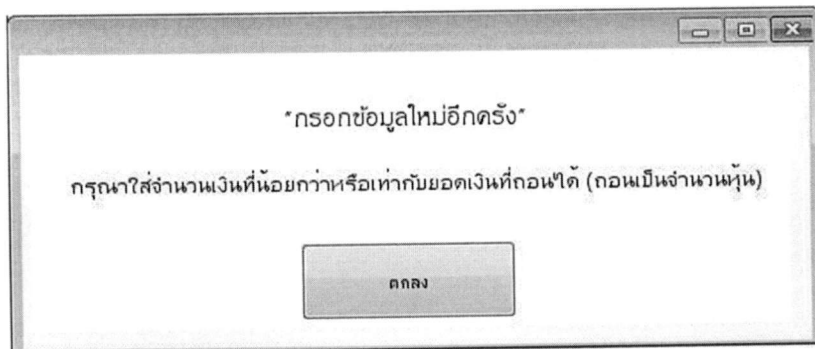 "กรอกข้อมูลใหม่อีกครั้ง"
กรุณาใส่จำนวนเงินที่น้อยกว่าหรือเท่ากับยอดเงินที่ถอนได้ (ถอนเป็นจำนวนหุ้น)
ตกลง